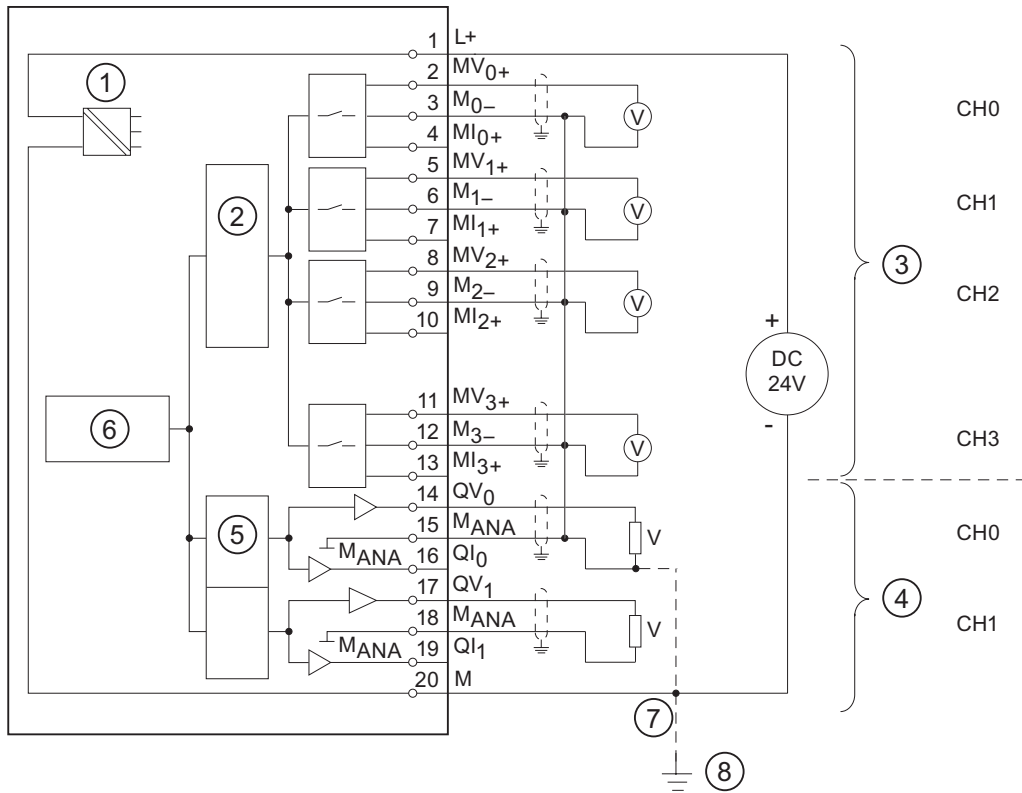 1 L+
①
2 MV0+
3 M0– V CH0
4 MI0+
5 MV1+
② 6 M1– V CH1
7 MI1+
8 MV2+ ③
9 M2– V CH2
10 MI2+
+
DC
24V
-
11 MV3+
⑥ 12 M3– V CH3
13 MI3+
14 QV0
⑤ 15 MANA V CH0
MANA 16 QI0
17 QV1 ④
18 MANA V CH1
MANA 19 QI1
20 M
⑦
⑧